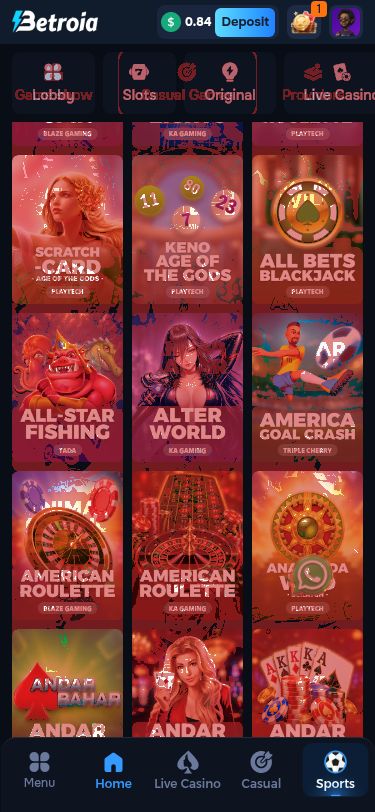 Betroia
$ 0.84 Deposit
1
Lobby
Slots
Original
Live Casino
BLAZE GAMING
KA GAMING
PLAYTECH
SCRATCH
-CARD-
- AGE OF THE GODS -
PLAYTECH
11
80
7
23
KENO
AGE OF
THE GODS
PLAYTECH
ALL BETS
BLACKJACK
PLAYTECH
ALL-STAR
FISHING
TADA
ALTER
WORLD
KA GAMING
AMERICA
GOAL CRASH
TRIPLE CHERRY
AMERICAN
ROULETTE
BLAZE GAMING
AMERICAN
ROULETTE
KA GAMING
PLAYTECH
ANDAR
BAHAR
ANDAR
ANDAR
A K K K A
ANDAR
Menu
Home
Live Casino
Casual
Sports